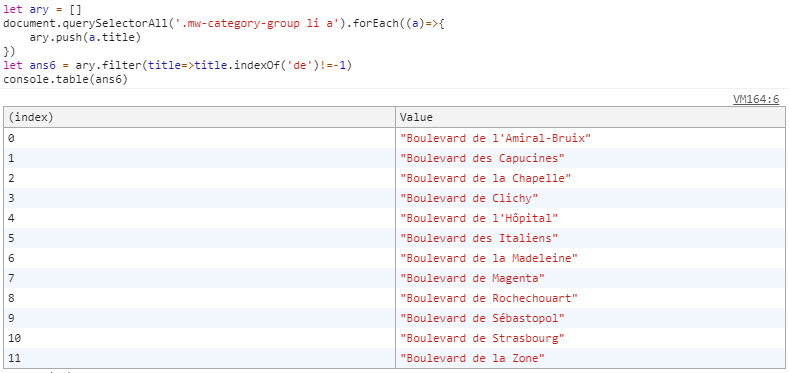 let ary = []
document.querySelectorAll('.mw-category-group li a').forEach((a)=>{
    ary.push(a.title)
})
let ans6 = ary.filter(title=>title.indexOf('de')!=-1)
console.table(ans6)
VM164:6
(index) Value
0 "Boulevard de l'Amiral-Bruix"
1 "Boulevard des Capucines"
2 "Boulevard de la Chapelle"
3 "Boulevard de Clichy"
4 "Boulevard de l'Hôpital"
5 "Boulevard des Italiens"
6 "Boulevard de la Madeleine"
7 "Boulevard de Magenta"
8 "Boulevard de Rochechouart"
9 "Boulevard de Sébastopol"
10 "Boulevard de Strasbourg"
11 "Boulevard de la Zone"